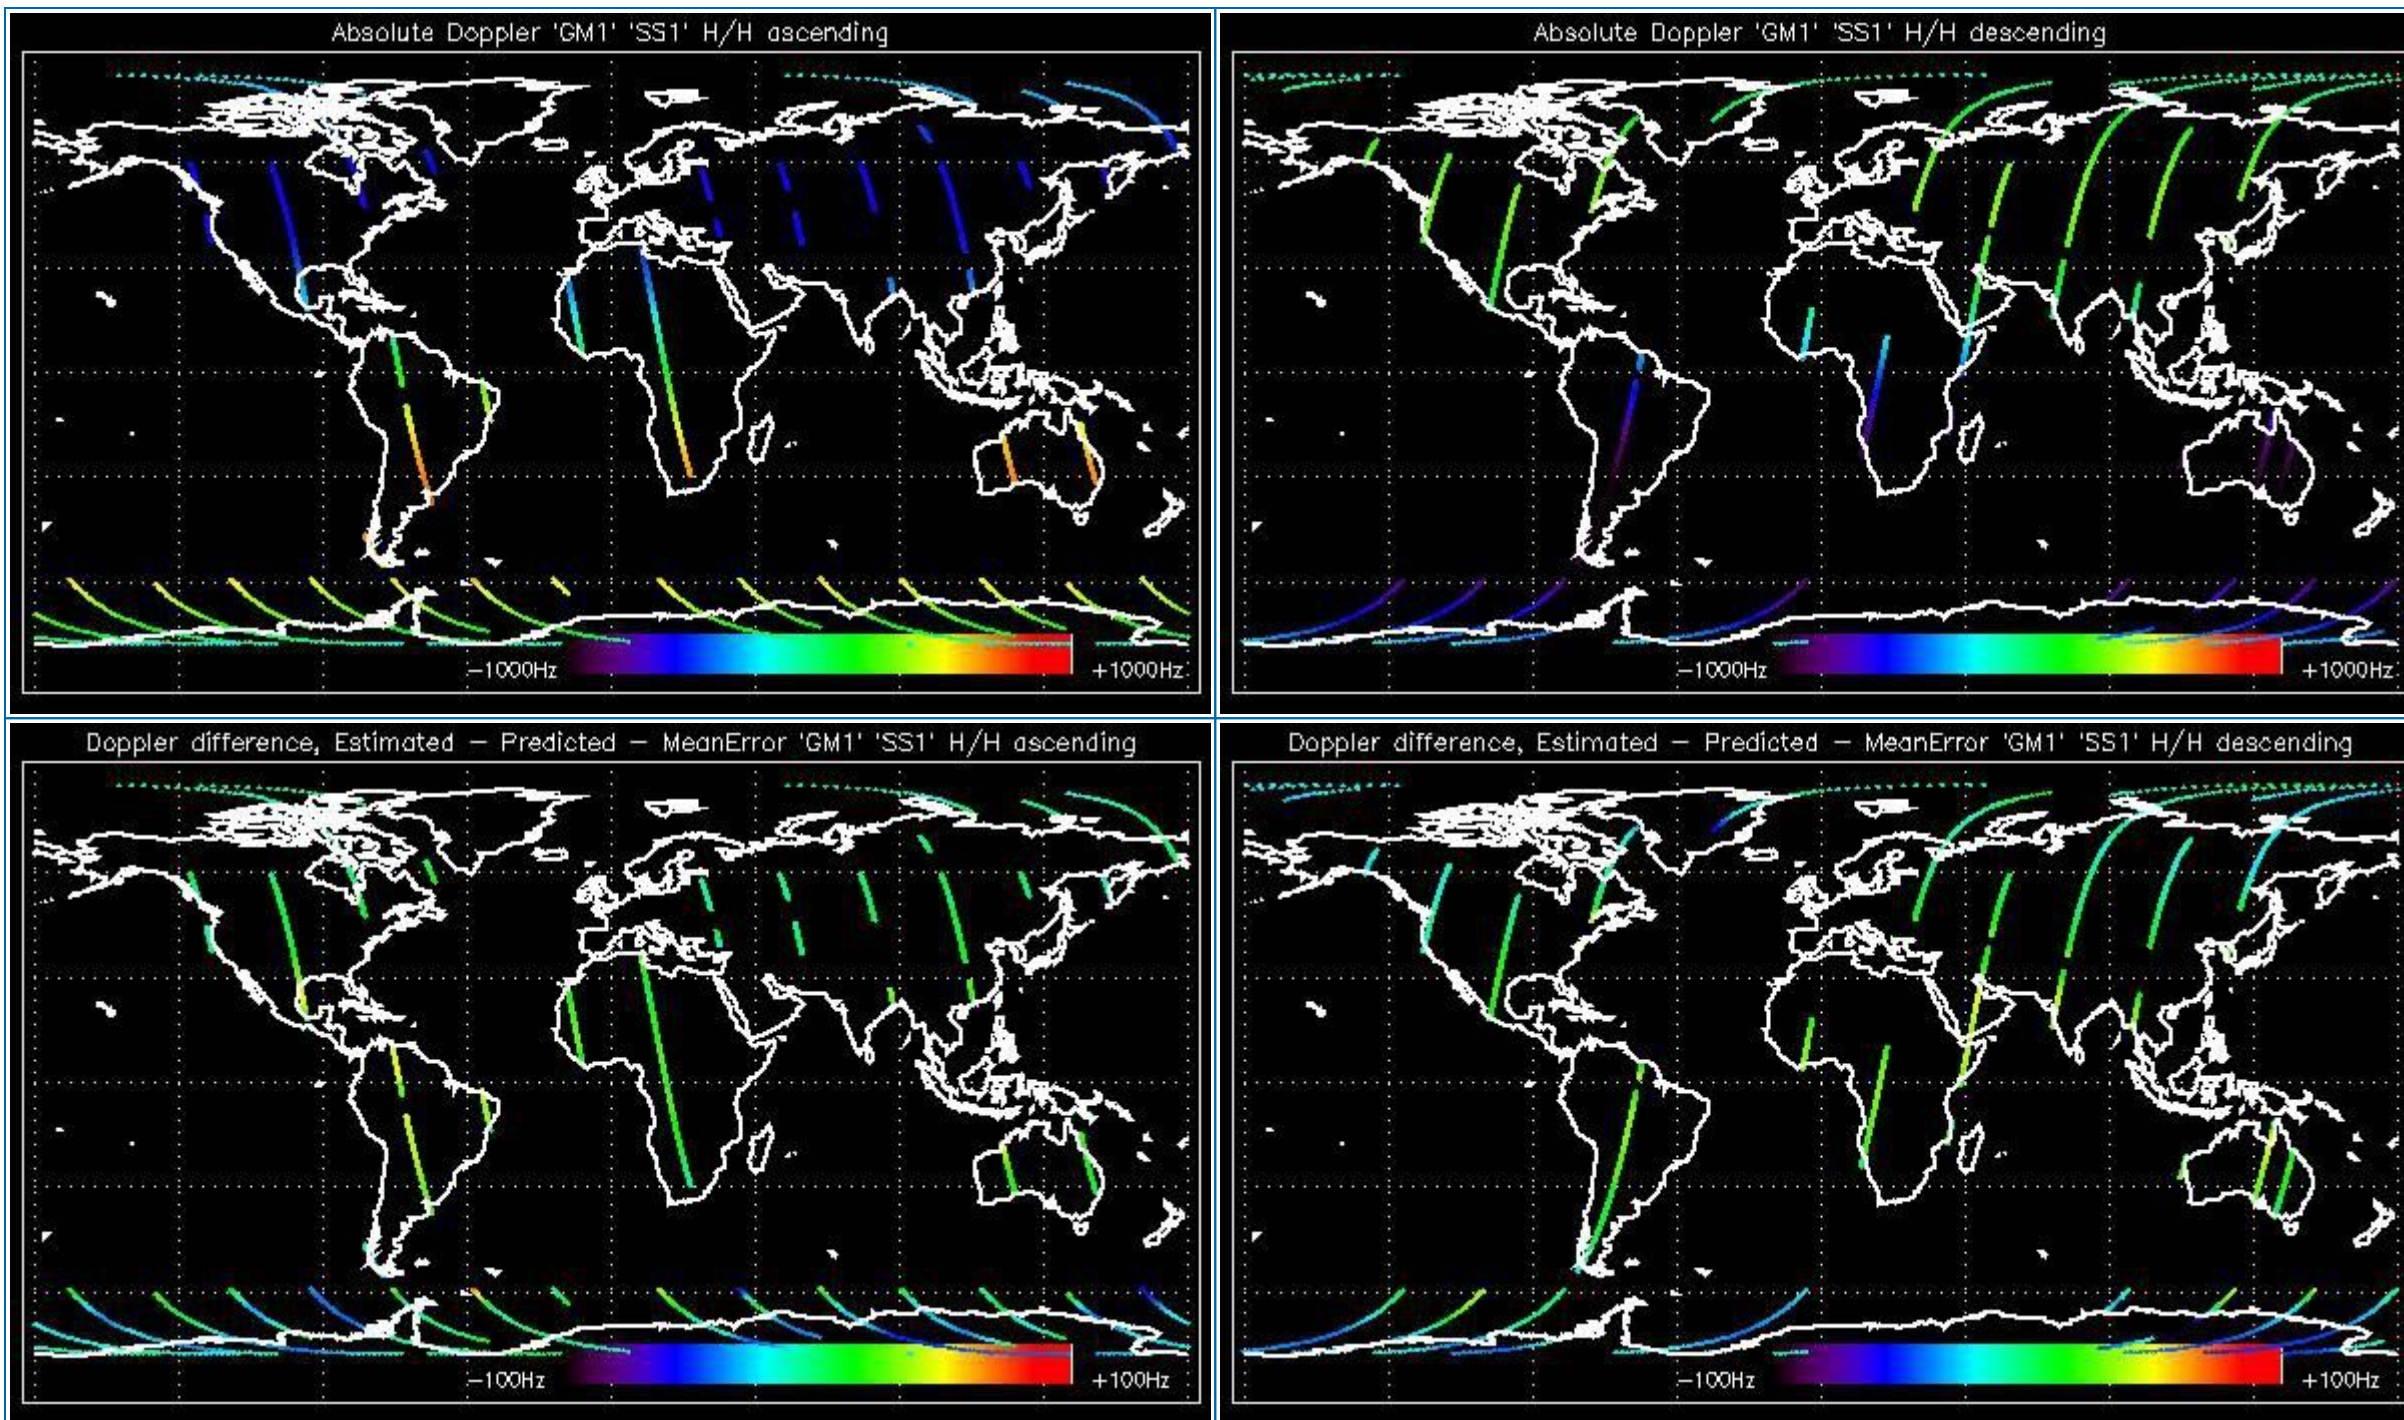 Absolute Doppler 'GM1' 'SS1' H/H ascending
-1000Hz
+1000Hz
Absolute Doppler 'GM1' 'SS1' H/H descending
-1000Hz
+1000Hz
Doppler difference, Estimated - Predicted - MeanError 'GM1' 'SS1' H/H ascending
-100Hz
+100Hz
Doppler difference, Estimated - Predicted - MeanError 'GM1' 'SS1' H/H descending
-100Hz
+100Hz